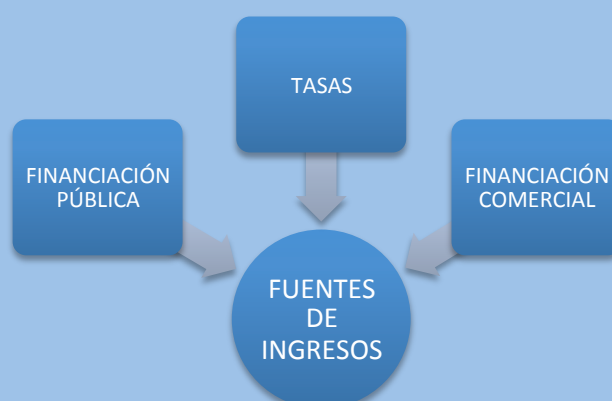 TASAS
FINANCIACIÓN
PÚBLICA
FINANCIACIÓN
COMERCIAL
FUENTES
DE
INGRESOS